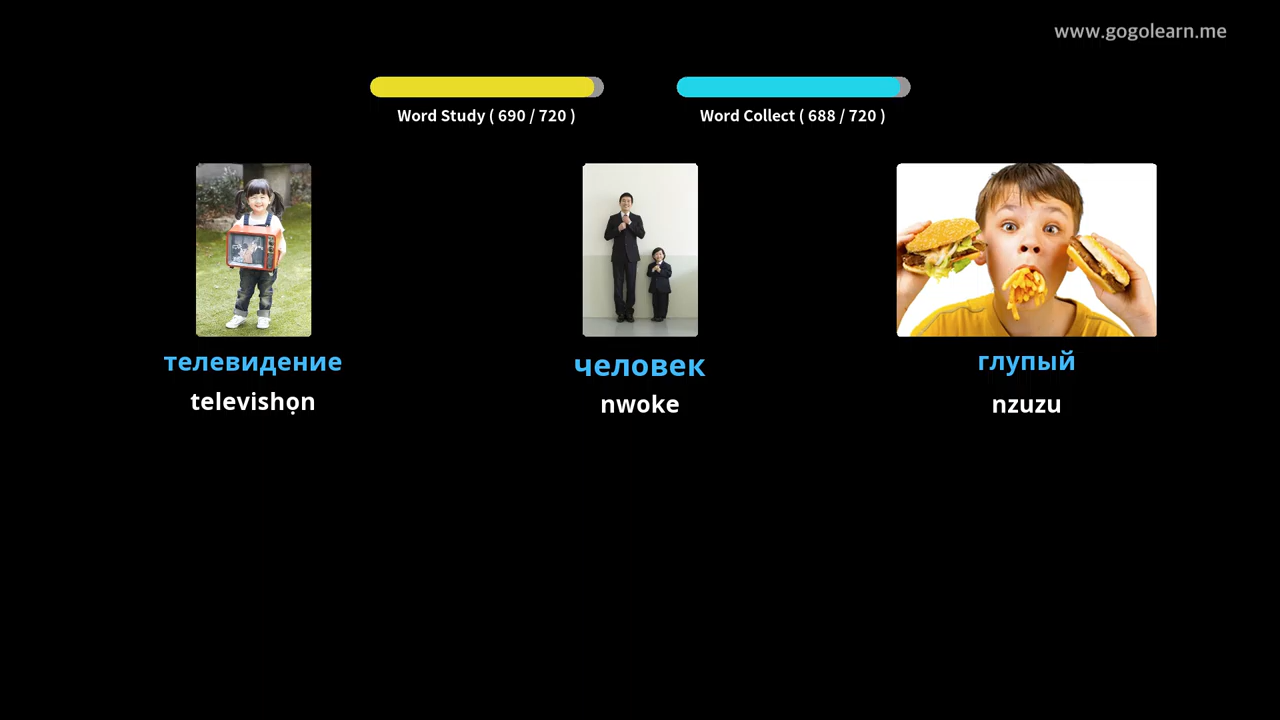 www.gogolearn.me
Word Study ( 690 / 720 )
Word Collect ( 688 / 720 )
телевидение
televishọn
человек
nwoke
глупый
nzuzu